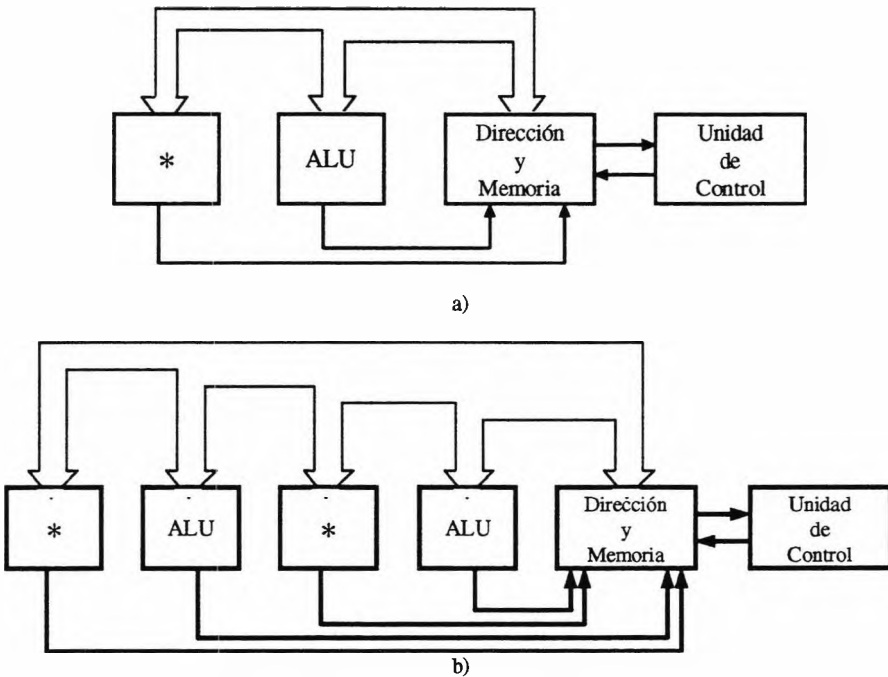 *
ALU
Dirección
y
Memoria
Unidad
de
Control
a)
*
ALU
*
ALU
Dirección
y
Memoria
Unidad
de
Control
b)